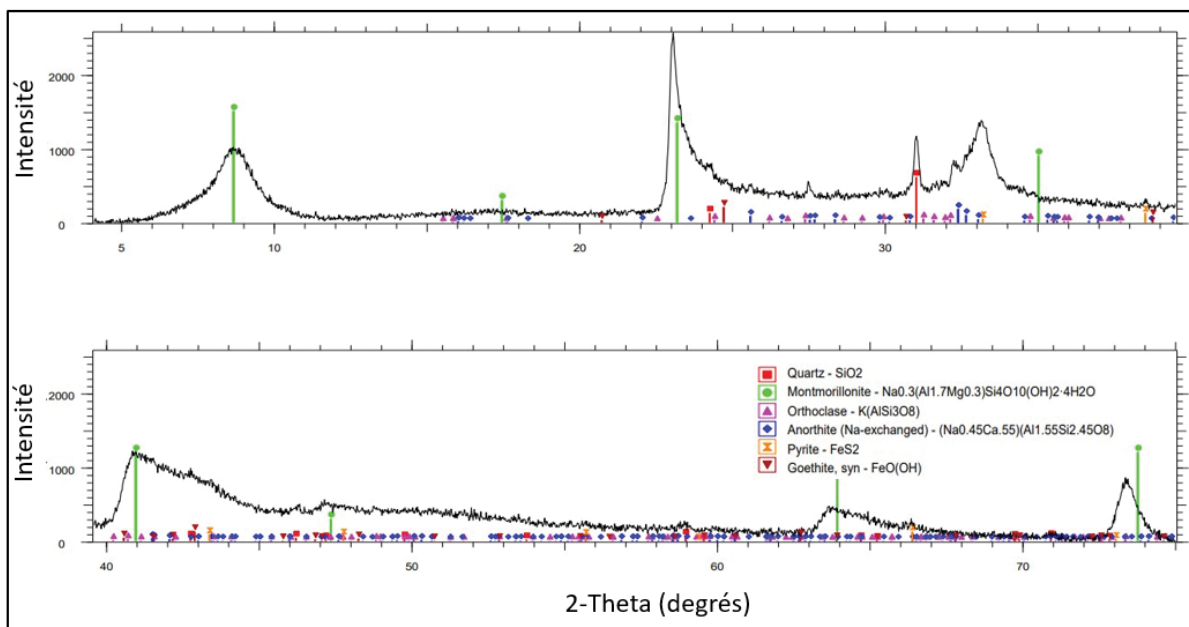 Intensité
2000
1000
0
5
10
20
30
Intensité
2000
1000
0
40
50
60
70
Quartz - SiO2
Montmorillonite - Na0.3(Al1.7Mg0.3)Si4O10(OH)2·4H2O
Orthoclase - K(AlSi3O8)
Anorthite (Na-exchanged) - (Na0.45Ca.55)(Al1.55Si2.45O8)
Pyrite - FeS2
Goethite, syn - FeO(OH)
2-Theta (degrés)